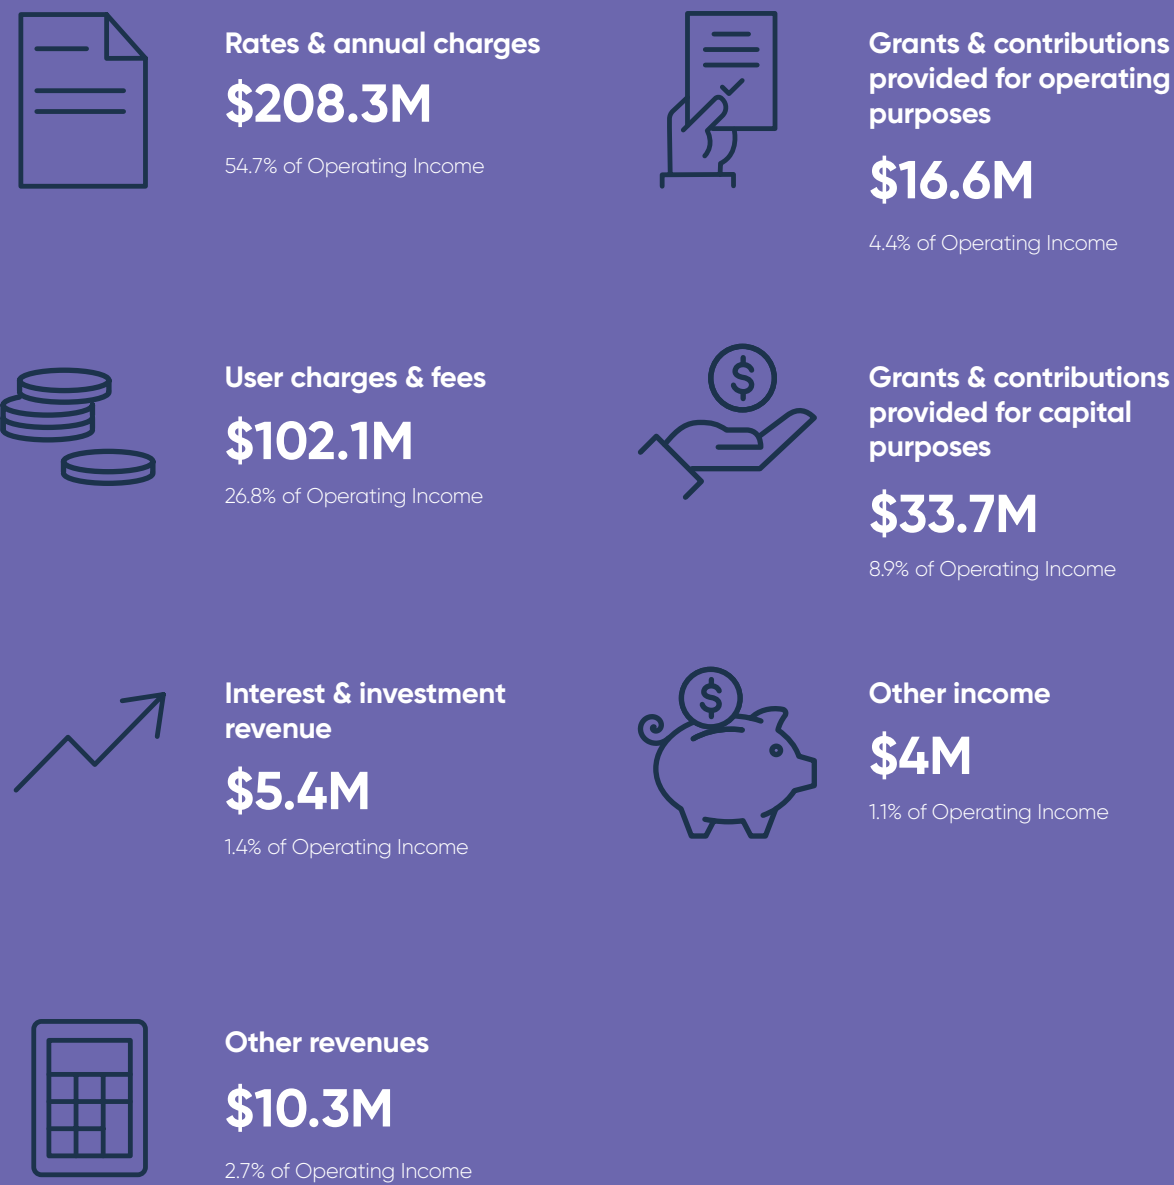 Rates & annual charges
$208.3M
54.7% of Operating Income
User charges & fees
$102.1M
26.8% of Operating Income
Interest & investment
revenue
$5.4M
1.4% of Operating Income
Other revenues
$10.3M
2.7% of Operating Income
Grants & contributions
provided for operating
purposes
$16.6M
4.4% of Operating Income
$
Grants & contributions
provided for capital
purposes
$33.7M
8.9% of Operating Income
$
Other income
$4M
1.1% of Operating Income